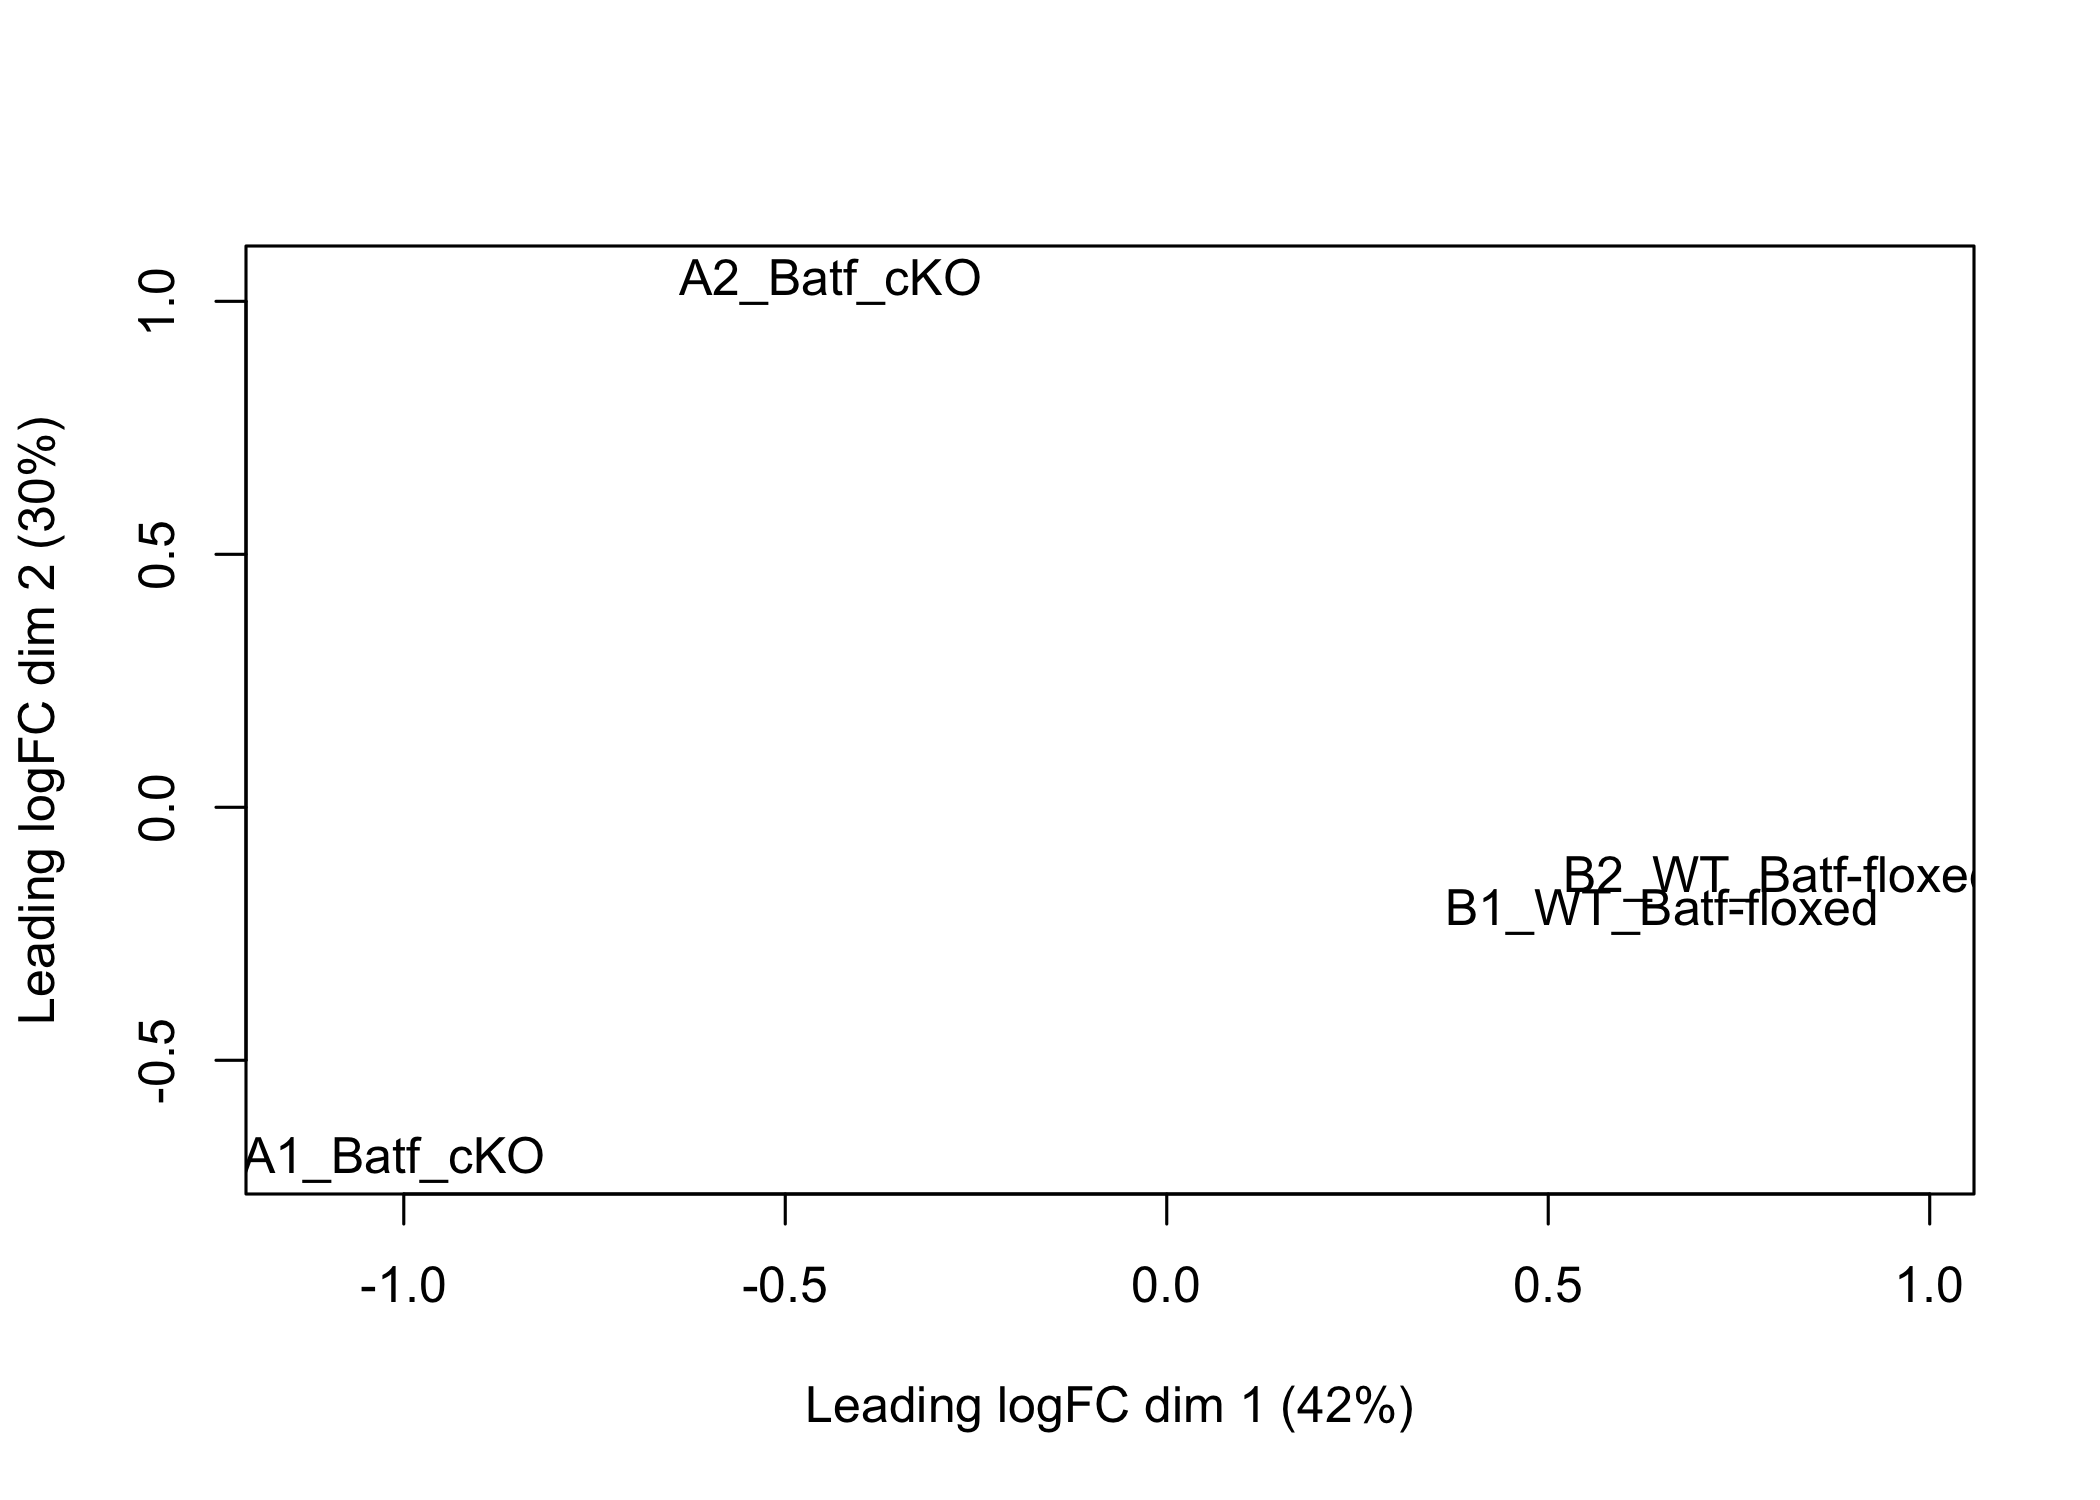 A2_Batf_cKO
1.0
0.5
0.0
-0.5
Leading logFC dim 2 (30%)
B2_WT_Batf-floxed
B1_WT_Batf-floxed
A1_Batf_cKO
-1.0
-0.5
0.0
0.5
1.0
Leading logFC dim 1 (42%)